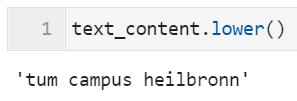 1 text_content.lower()
'tum campus heilbronn'